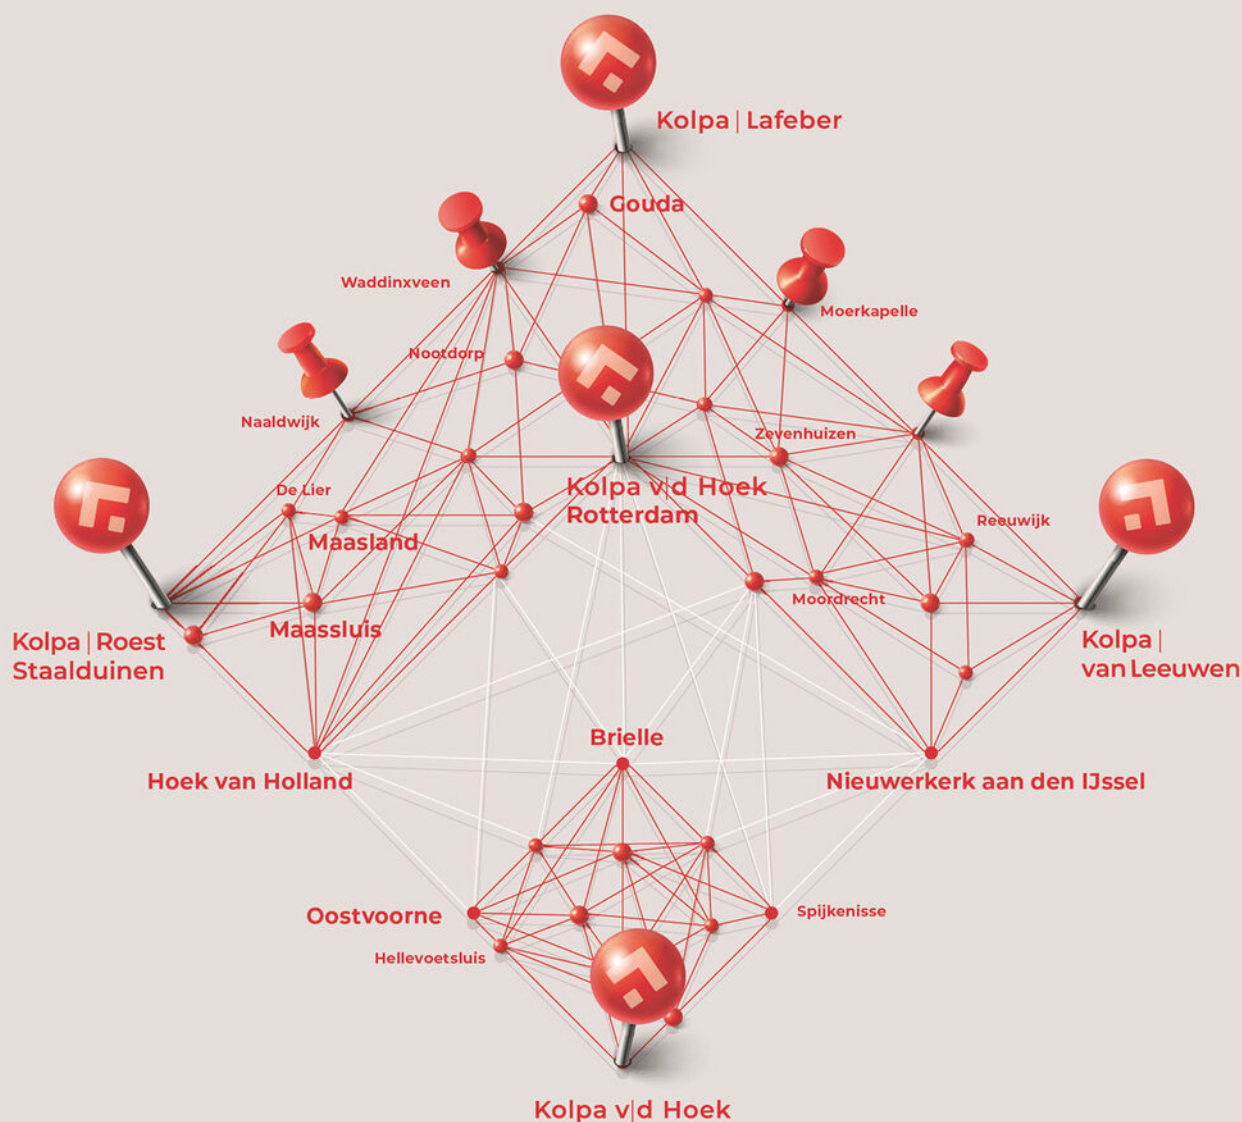 Kolpa | Lafeber
Gouda
Waddinxveen
Moerkapelle
Nootdorp
Naaldwijk
Zevenhuizen
Kolpa v|d Hoek
Rotterdam
De Lier
Maasland
Reeuwijk
Moordrecht
Maassluis
Kolpa | Roest
Staalduinen
Kolpa |
van Leeuwen
Brielle
Hoek van Holland
Nieuwerkerk aan den IJssel
Oostvoorne
Spijkenisse
Hellevoetsluis
Kolpa v|d Hoek